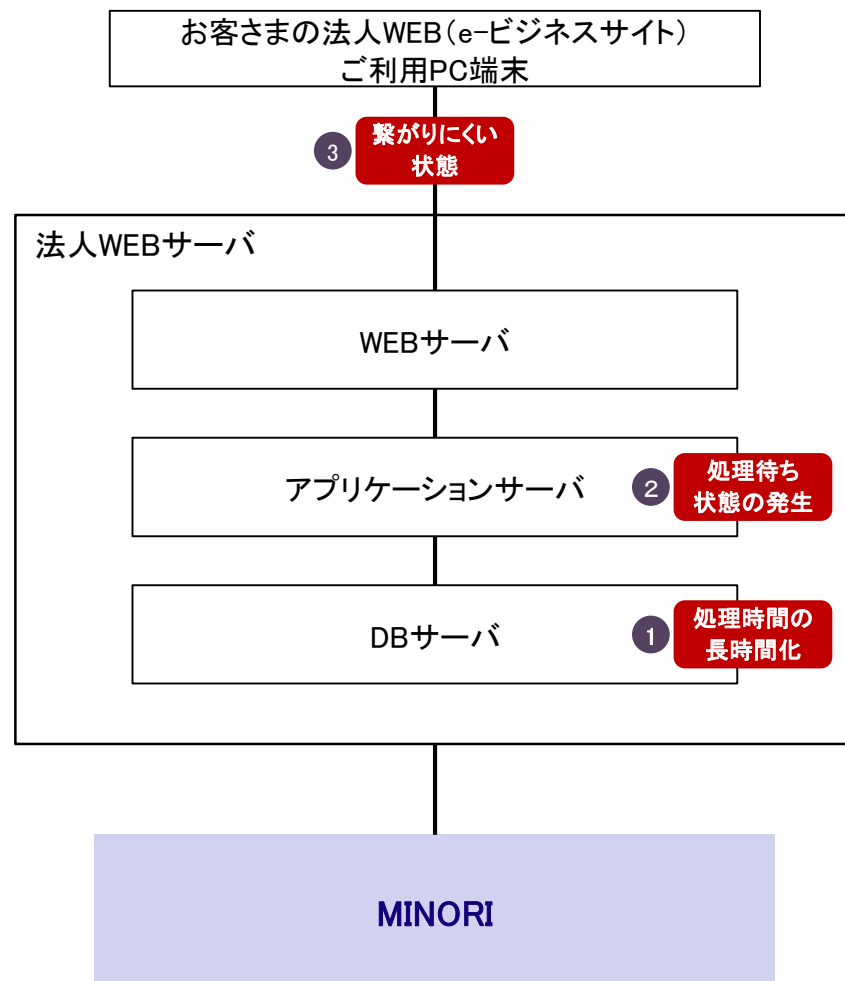 お客さまの法人WEB(e-ビジネスサイト)
ご利用PC端末
3
繋がりにくい
状態
法人WEBサーバ
WEBサーバ
アプリケーションサーバ
2
処理待ち
状態の発生
DBサーバ
1
処理時間の
長時間化
MINORI